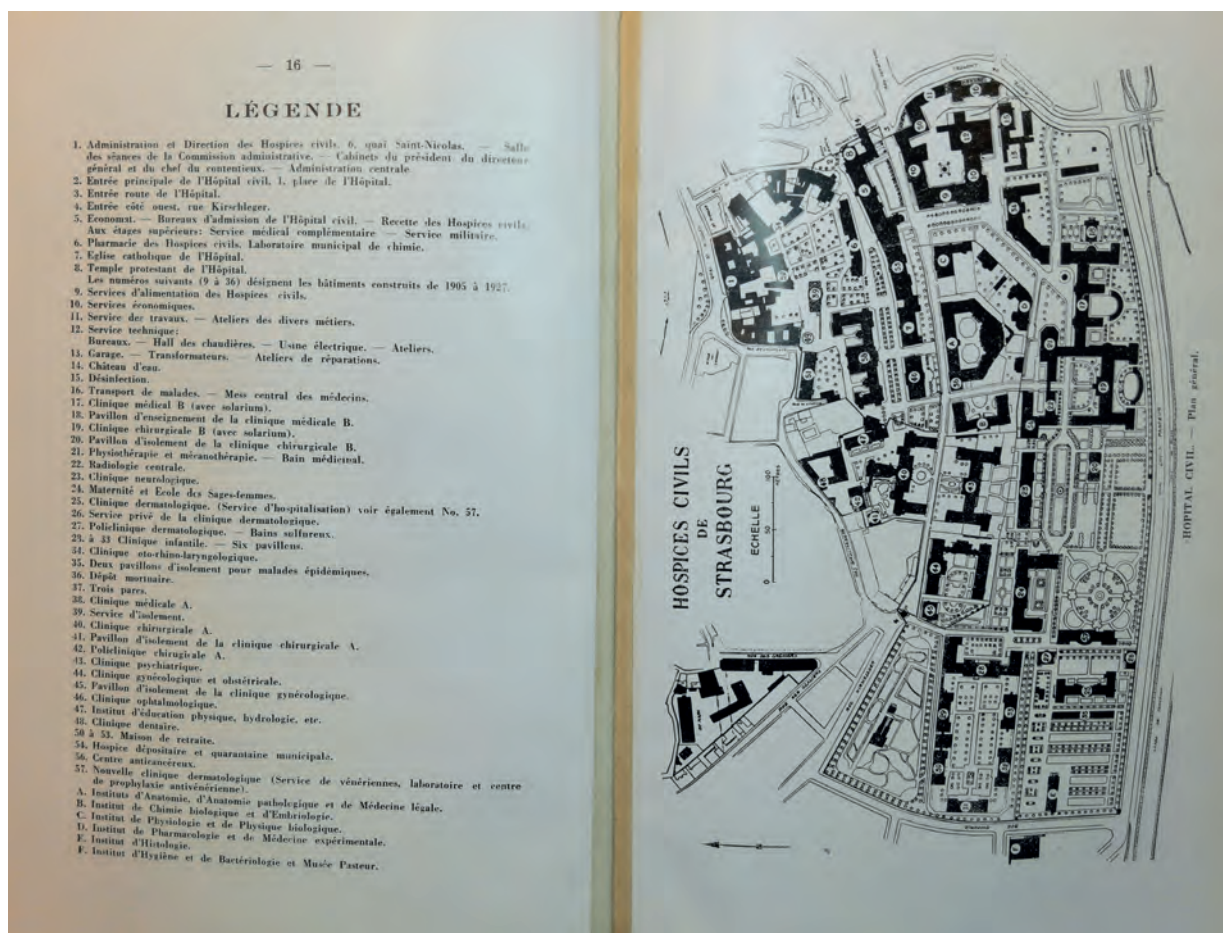 — 16 —
LÉGENDE
1. Administration et Direction des Hospices civils. 6, quai Saint-Nicolas. — Salle
des séances de la Commission administrative. — Cabinets du président du directeur
général et du chef du contentieux. — Administration centrale
2. Entrée principale de l'Hôpital civil, 1, place de l'Hôpital.
3. Entrée route de l'Hôpital.
4. Entrée côté ouest, rue Kirschleger.
5. Economat. — Bureaux d'admission de l'Hôpital civil. — Recette des Hospices civils.
Aux étages supérieurs: Service médical complémentaire — Service militaire.
6. Pharmacie des Hospices civils. Laboratoire municipal de chimie.
7. Eglise catholique de l'Hôpital.
8. Temple protestant de l'Hôpital.
Les numéros suivants (9 à 36) désignent les bâtiments construits de 1905 à 1927.
9. Services d'alimentation des Hospices civils.
10. Services économiques.
11. Service des travaux. — Ateliers des divers métiers.
12. Service technique:
Bureaux. — Hall des chaudières. — Usine électrique. — Ateliers.
13. Garage. — Transformateurs. — Ateliers de réparations.
14. Château d'eau.
15. Désinfection.
16. Transport de malades. — Mess central des médecins.
17. Clinique médical B (avec solarium).
18. Pavillon d'enseignement de la clinique médicale B.
19. Clinique chirurgicale B (avec solarium).
20. Pavillon d'isolement de la clinique chirurgicale B.
21. Physiothérapie et mécanothérapie. — Bain médicinal.
22. Radiologie centrale.
23. Clinique neurologique.
24. Maternité et Ecole des Sages-femmes.
25. Clinique dermatologique. (Service d'hospitalisation) voir également No. 57.
26. Service privé de la clinique dermatologique.
27. Policlinique dermatologique. — Bains sulfureux.
23. à 33 Clinique infantile. — Six pavillons.
34. Clinique oto-rhino-laryngologique.
35. Deux pavillons d'isolement pour malades épidémiques.
36. Dépôt mortuaire.
37. Trois parcs.
38. Clinique médicale A.
39. Service d'isolement.
40. Clinique chirurgicale A.
41. Pavillon d'isolement de la clinique chirurgicale A.
42. Policlinique chirugicale A.
43. Clinique psychiatrique.
44. Clinique gynécologique et obstétricale.
45. Pavillon d'isolement de la clinique gynécologique.
46. Clinique ophtalmologique.
47. Institut d'éducation physique, hydrologie, etc.
48. Clinique dentaire.
50 à 53. Maison de retraite.
54. Hospice dépositaire et quarantaine municipale.
56. Centre anticancéreux.
57. Nouvelle clinique dermatologique (Service de vénériennes, laboratoire et centre
de prophylaxie antivénérienne).
A. Instituts d'Anatomie, d'Anatomie pathologique et de Médecine légale.
B. Institut de Chimie biologique et d'Embriologie.
C. Institut de Physiologie et de Physique biologique.
D. Institut de Pharmacologie et de Médecine expérimentale.
E. Institut d'Histologie.
F. Institut d'Hygiène et de Bactériologie et Musée Pasteur.
HOSPICES CIVILS
DE
STRASBOURG
ECHELLE
0 50 100
HOPITAL CIVIL. — Plan général.